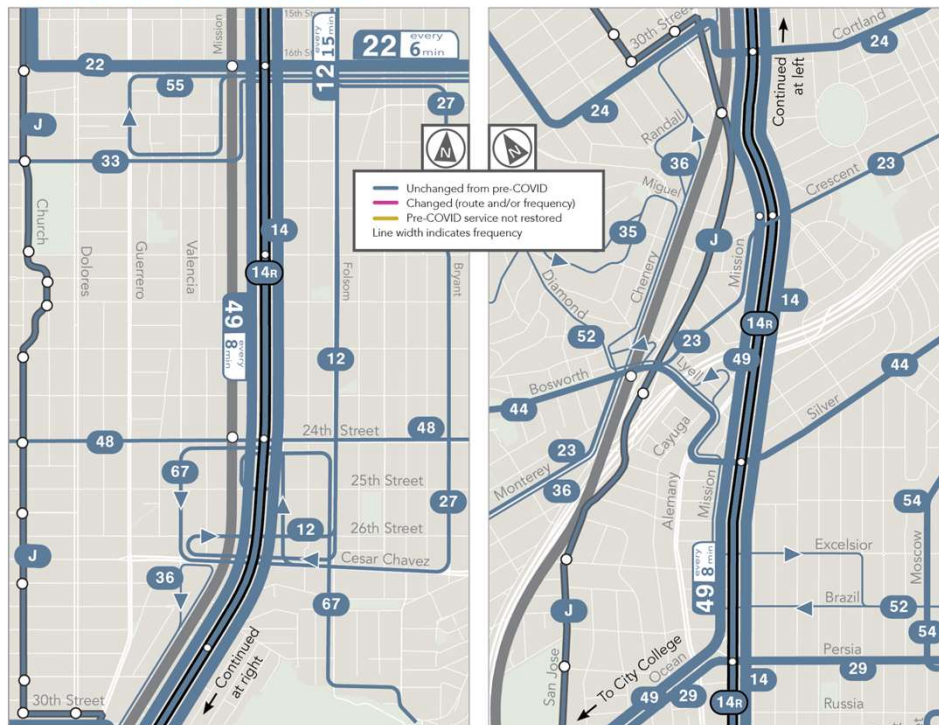 15th Street
16th St
Mission
every
15 min
12
22
every
6 min
22
55
27
J
33
Church
Dolores
Guerrero
Valencia
14
14R
49
every
8 min
Folsom
Bryant
12
24th Street
48
48
67
25th Street
27
26th Street
12
Cesar Chavez
J
36
67
Continued
at right
30th Street
N
N
Unchanged from pre-COVID
Changed (route and/or frequency)
Pre-COVID service not restored
Line width indicates frequency
30th Street
Continued
at left
Cortland
24
24
Randall
36
Miguel
Crescent
23
35
J
Mission
Chenery
Diamond
14
14R
52
23
49
Lyell
Bosworth
44
44
Silver
Cayuga
23
Monterey
36
Alemany
Mission
54
Moscow
Excelsior
every
8 min
49
Brazil
52
J
54
Persia
29
San Jose
To City College
Ocean
49
29
14
14R
Russia